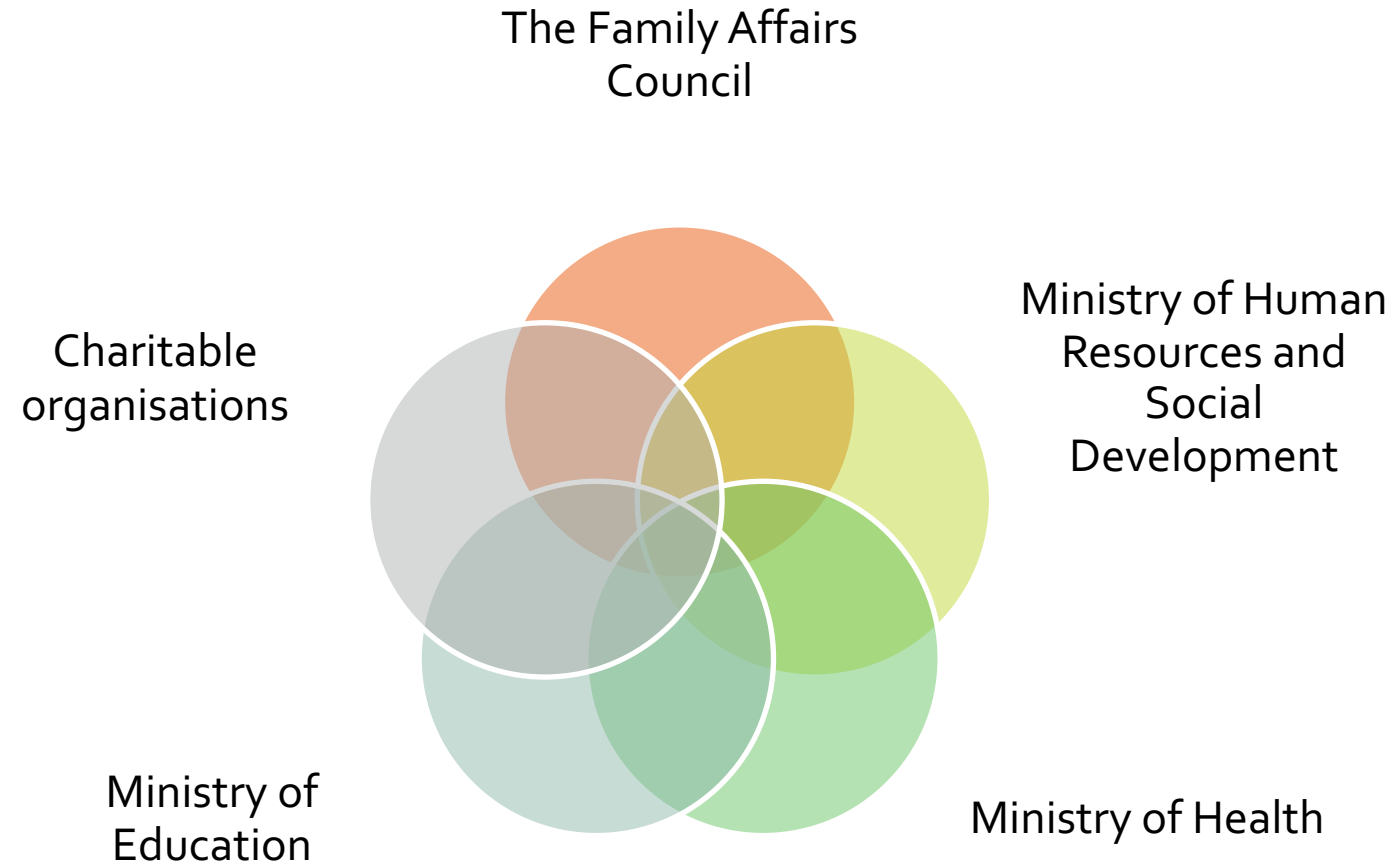 The Family Affairs
Council
Ministry of Human
Resources and
Social
Development
Charitable
organisations
Ministry of
Education
Ministry of Health